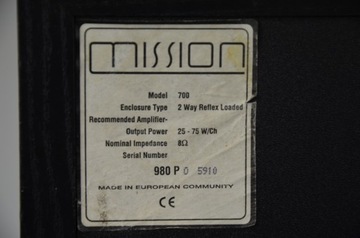 mission
Model 700
Enclosure Type 2 Way Reflex Loaded
Recommended Amplifier-
Output Power 25 - 75 W/Ch
Nominal Impedance 8Ω
Serial Number
980 P 0 5910
MADE IN EUROPEAN COMMUNITY
CE